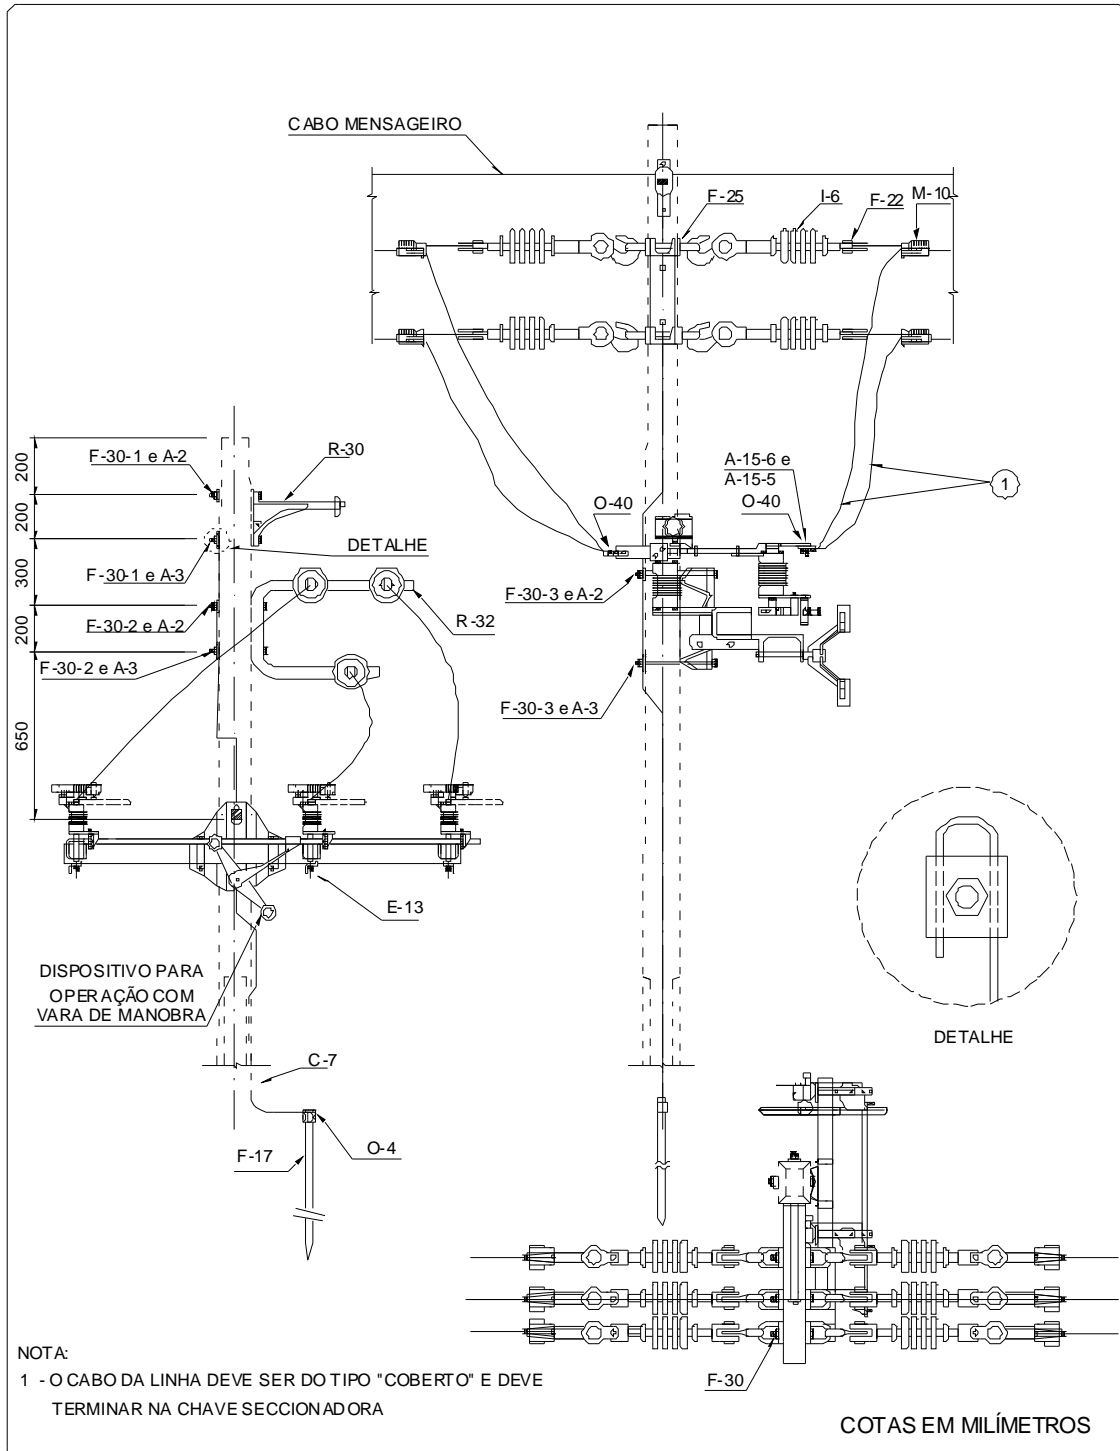 CABO MENSAGEIRO
F-25
I-6
F-22
M-10
200
F-30-1 e A-2
R-30
200
DETALHE
F-30-1 e A-3
300
F-30-2 e A-2
R-32
200
F-30-2 e A-3
650
A-15-6 e
A-15-5
O-40
O-40
1
F-30-3 e A-2
F-30-3 e A-3
E-13
DISPOSITIVO PARA
OPERAÇÃO COM
VARA DE MANOBRA
DETALHE
C-7
F-17
O-4
F-30
NOTA:
1 - O CABO DA LINHA DEVE SER DO TIPO "COBERTO" E DEVE
TERMINAR NA CHAVE SECCIONADORA
COTAS EM MILÍMETROS